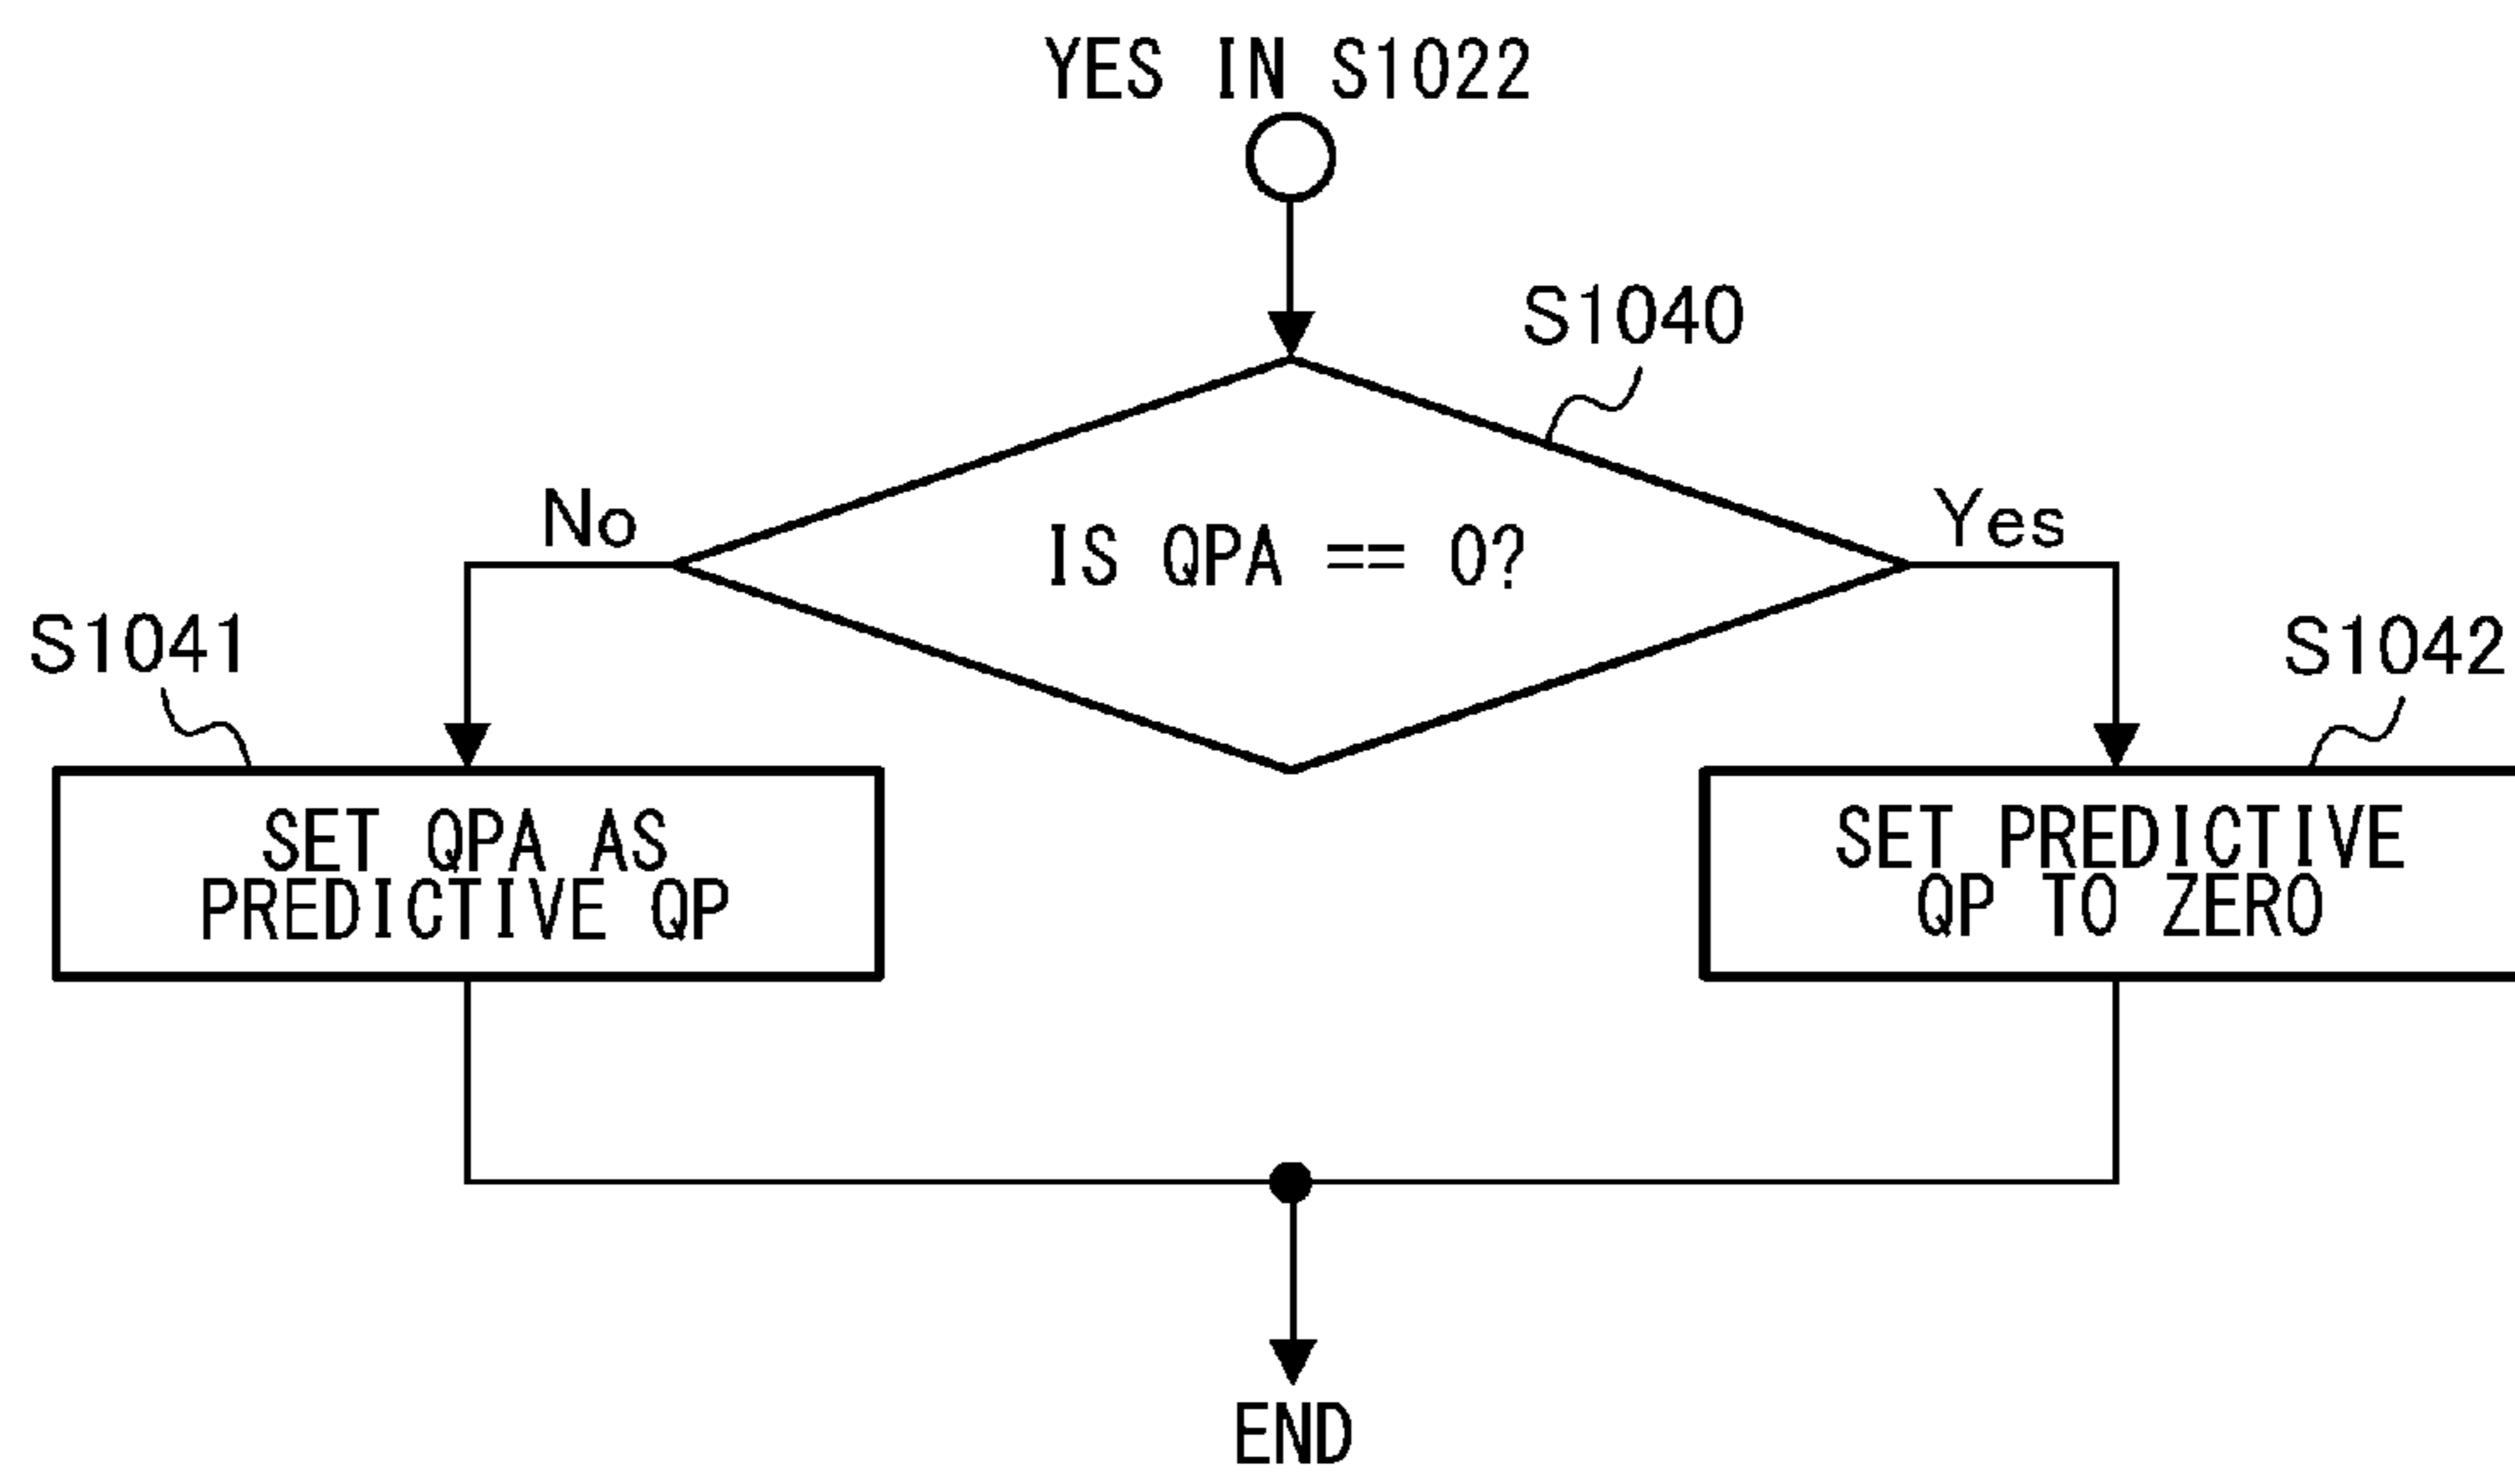 YES IN S1022
S1040
No
IS QPA == 0?
Yes
S1041
S1042
SET QPA AS
PREDICTIVE QP
SET PREDICTIVE
QP TO ZERO
END